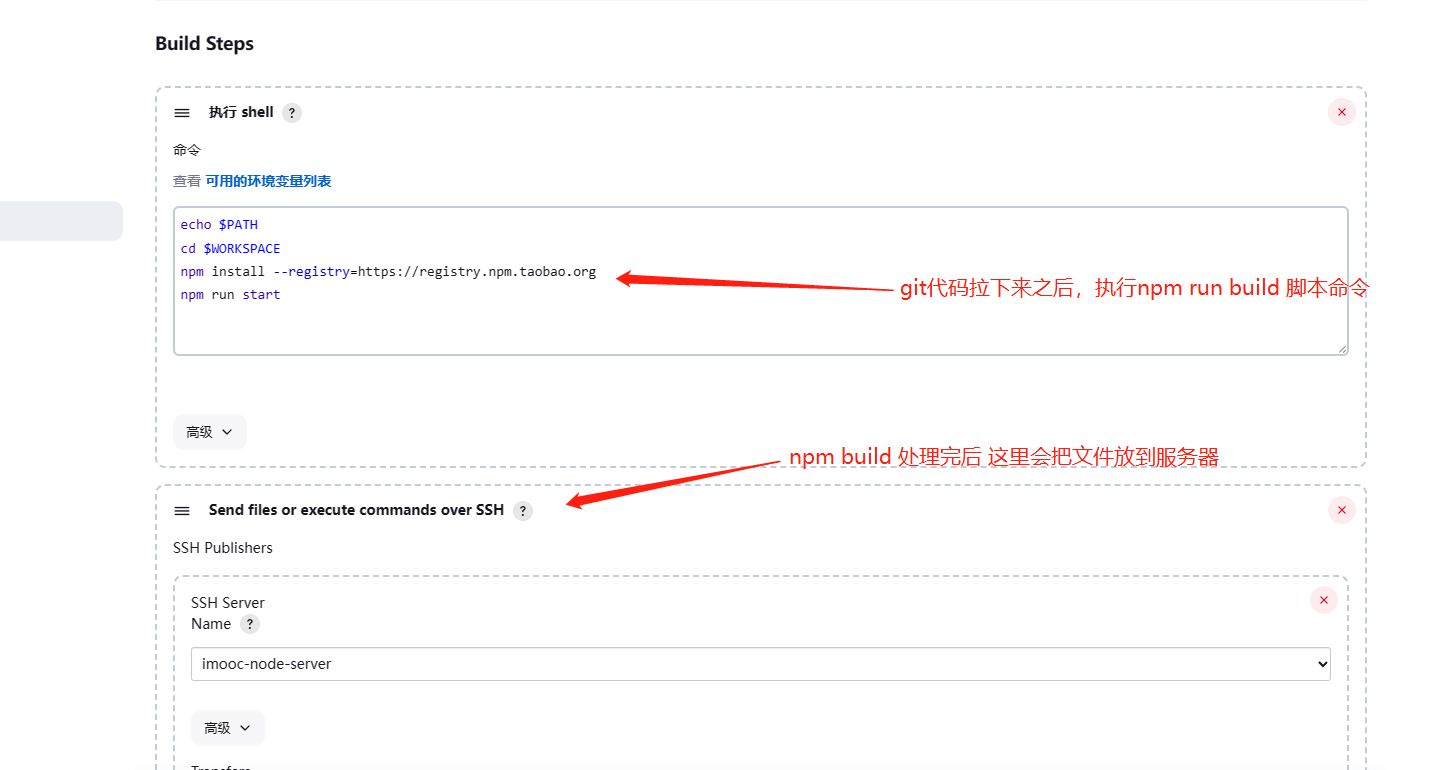 Build Steps
执行 shell ?
命令
查看 可用的环境变量列表
echo $PATH
cd $WORKSPACE
npm install --registry=https://registry.npm.taobao.org
npm run start
git代码拉下来之后，执行npm run build 脚本命令
高级
npm build 处理完后 这里会把文件放到服务器
Send files or execute commands over SSH ?
SSH Publishers
SSH Server
Name ?
imooc-node-server
高级
Transfers